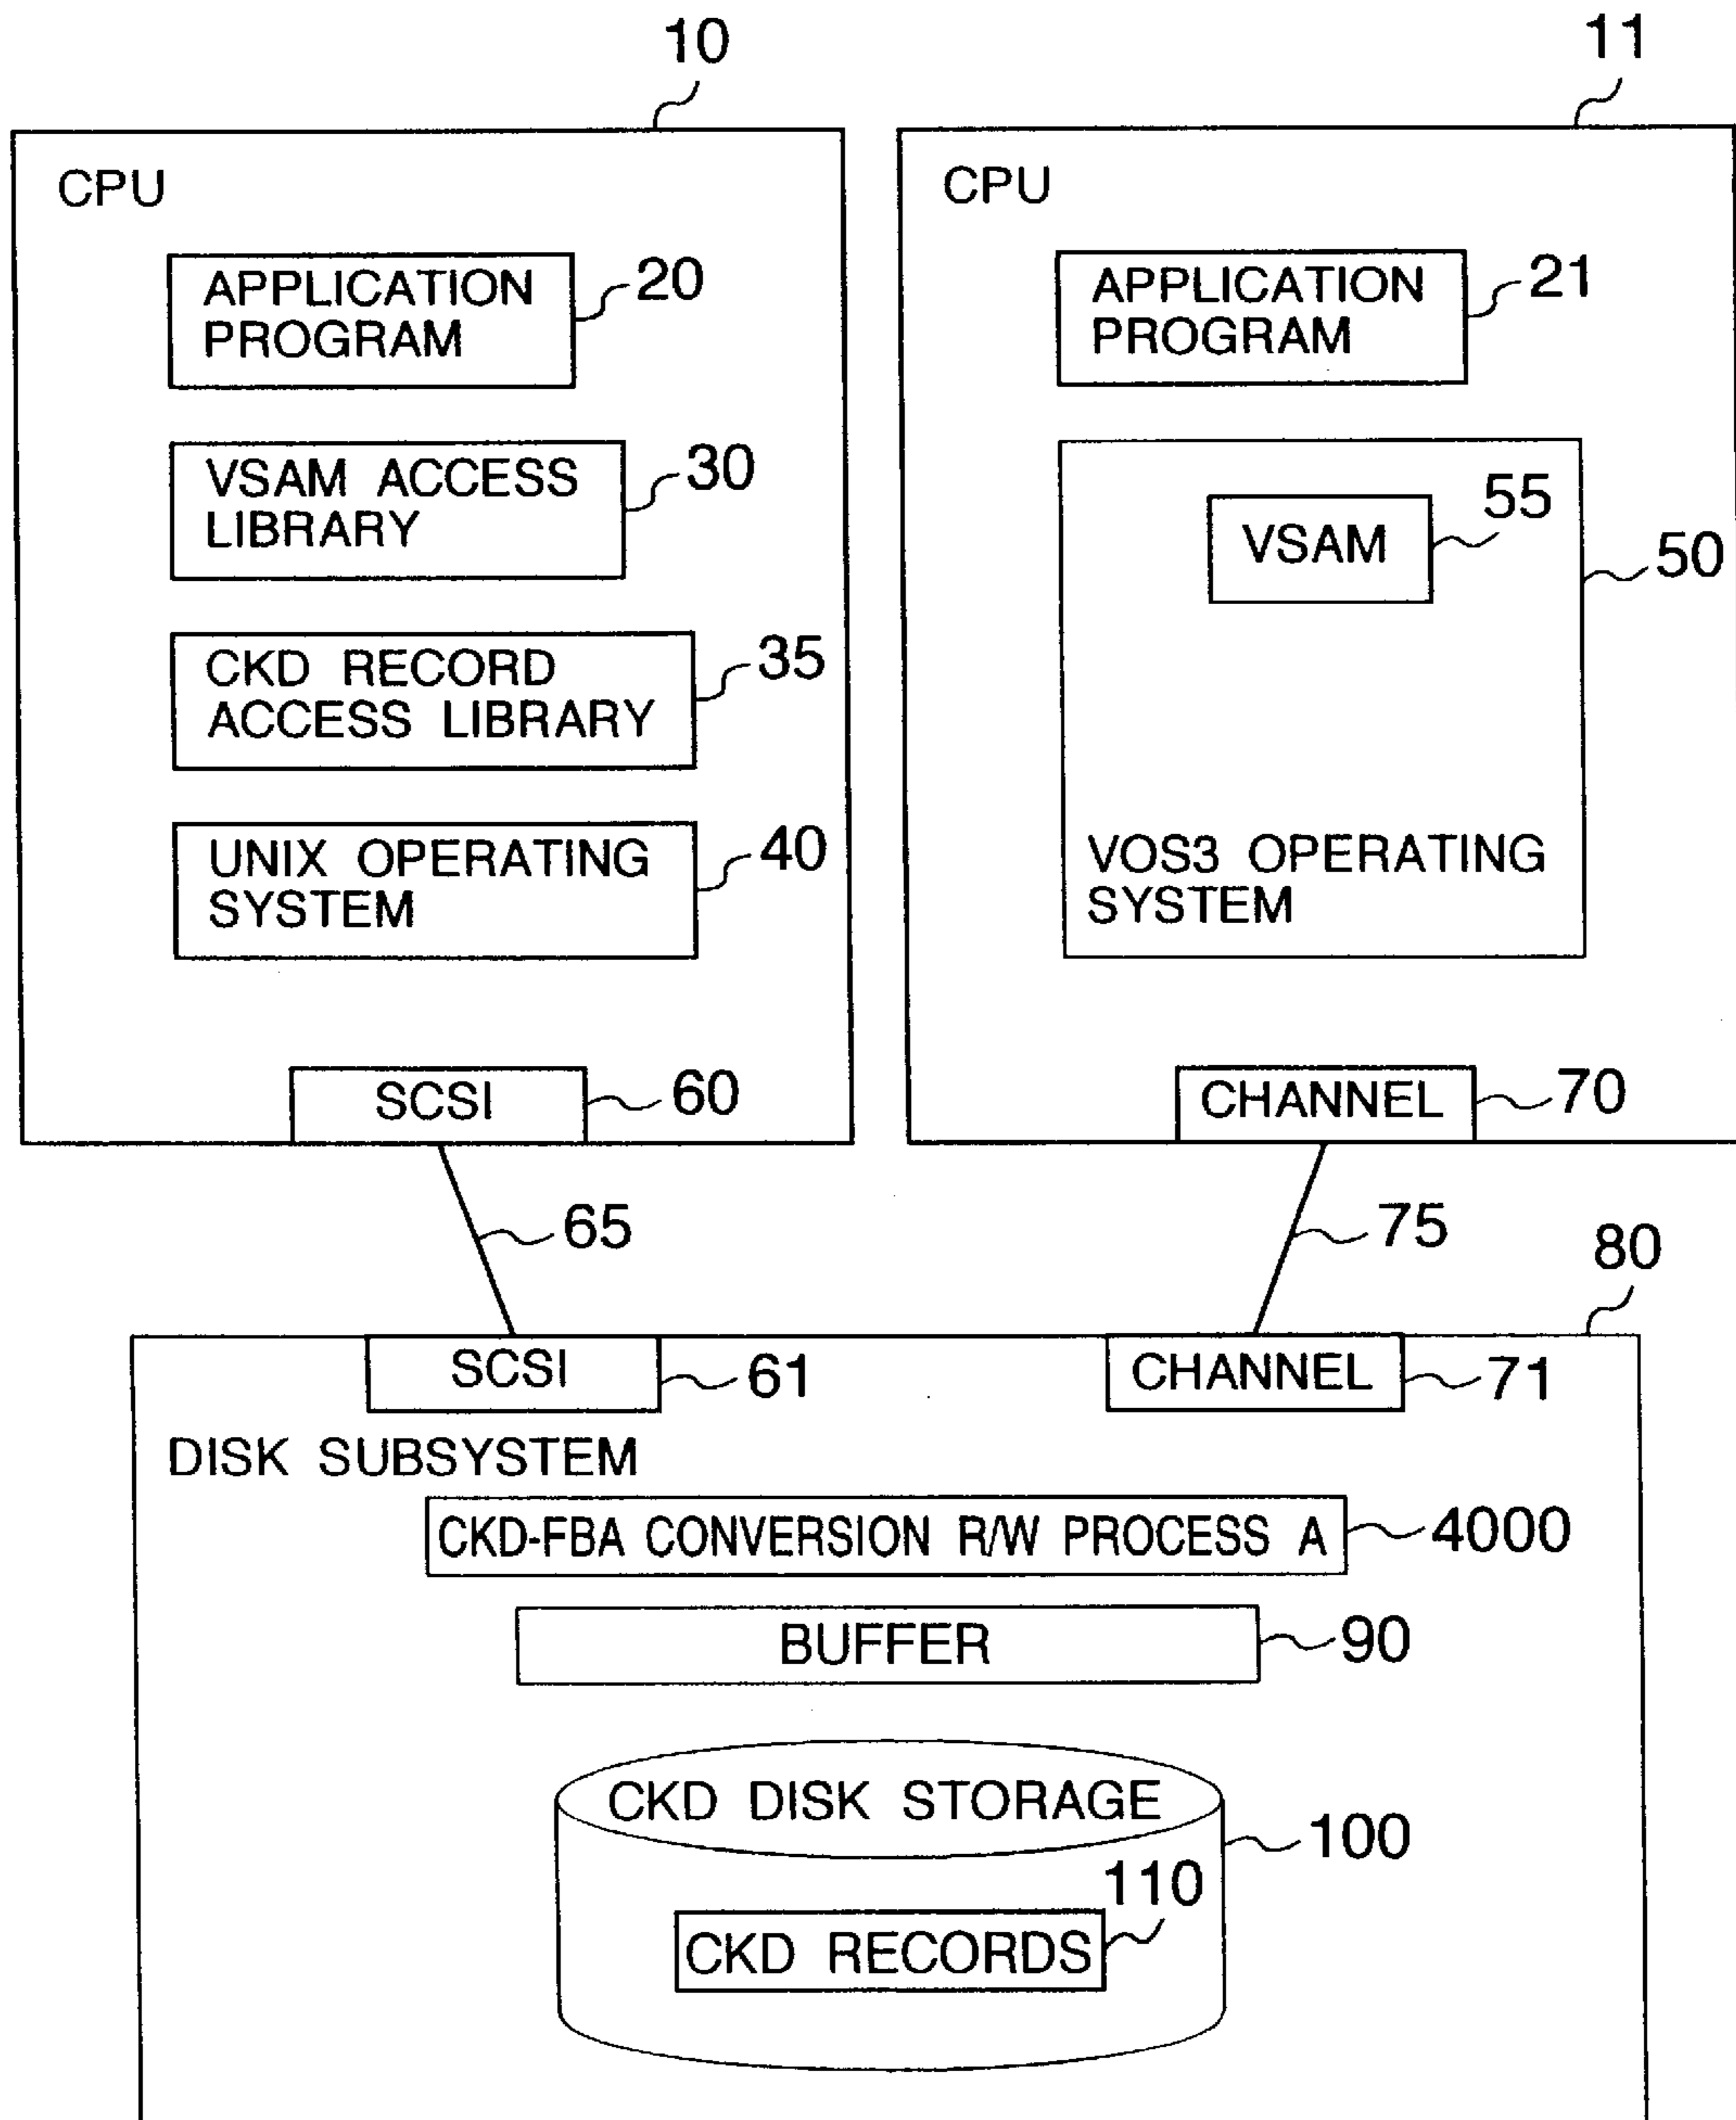 10
11
CPU
CPU
APPLICATION
PROGRAM
20
APPLICATION
PROGRAM
21
VSAM ACCESS
LIBRARY
30
VSAM
55
50
CKD RECORD
ACCESS LIBRARY
35
UNIX OPERATING
SYSTEM
40
VOS3 OPERATING
SYSTEM
SCSI
60
CHANNEL
70
65
75
80
SCSI
61
CHANNEL
71
DISK SUBSYSTEM
CKD-FBA CONVERSION R/W PROCESS A
4000
BUFFER
90
CKD DISK STORAGE
100
110
CKD RECORDS